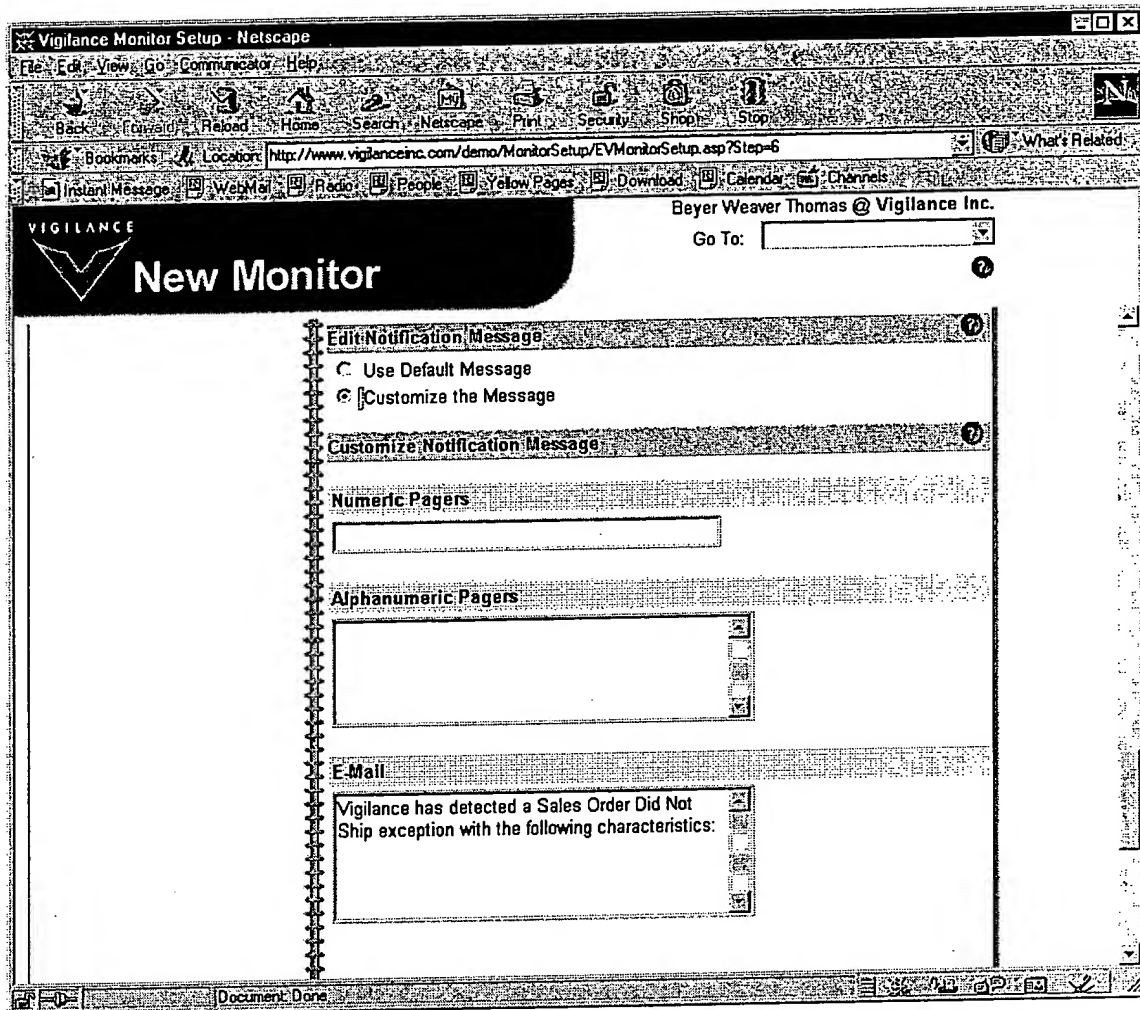 Vigilance Monitor Setup - Netscape
File Edit View Go Communicator Help
Back Forward Reload Home Search Netscape Print Security Shop Stop
Bookmarks Location: http://www.vigilanceinc.com/demo/MonitorSetup/EVMonitorSetup.asp?Step=6 What's Related
Instant Message WebMail Radio People Yellow Pages Download Calendar Channels
VIGILANCE
New Monitor
Beyer Weaver Thomas @ Vigilance Inc.
Go To:
Edit Notification Message
Use Default Message
Customize the Message
Customize Notification Message
Numeric Pagers
Alphanumeric Pagers
E-Mail
Vigilance has detected a Sales Order Did Not
Ship exception with the following characteristics:
Document: Done